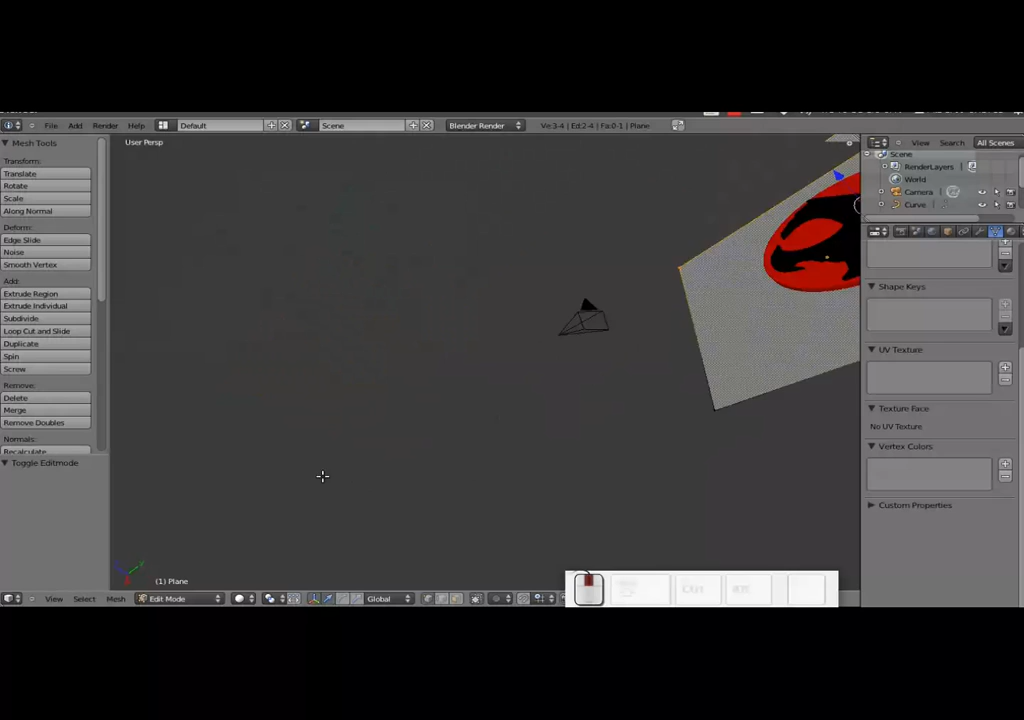 File Add Render Help Default Scene Blender Render Ve:3-4 | Ed:2-4 | Fa:0-1 | Plane
Mesh Tools
User Persp
View Search All Scenes
Scene
RenderLayers
World
Camera
Curve
Transform:
Translate
Rotate
Scale
Along Normal
Deform:
Edge Slide
Noise
Smooth Vertex
Add:
Extrude Region
Extrude Individual
Subdivide
Loop Cut and Slide
Duplicate
Spin
Screw
Remove:
Delete
Merge
Remove Doubles
Normals:
Recalculate
Toggle Editmode
Shape Keys
UV Texture
Texture Face
No UV Texture
Vertex Colors
Custom Properties
(1) Plane
View Select Mesh Edit Mode Global